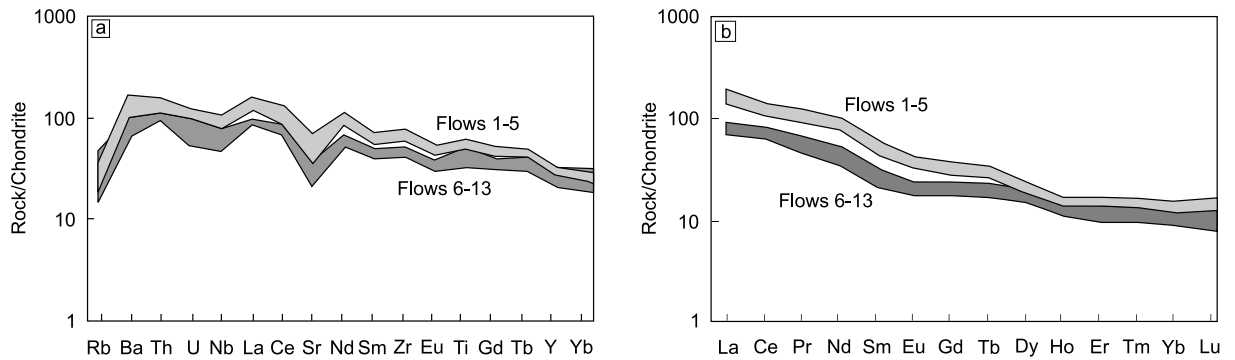 1000
a
100
10
1
Rock/Chondrite
Flows 1-5
Flows 6-13
Rb Ba Th U Nb La Ce Sr Nd Sm Zr Eu Ti Gd Tb Y Yb
1000
b
100
10
1
Rock/Chondrite
Flows 1-5
Flows 6-13
La Ce Pr Nd Sm Eu Gd Tb Dy Ho Er Tm Yb Lu